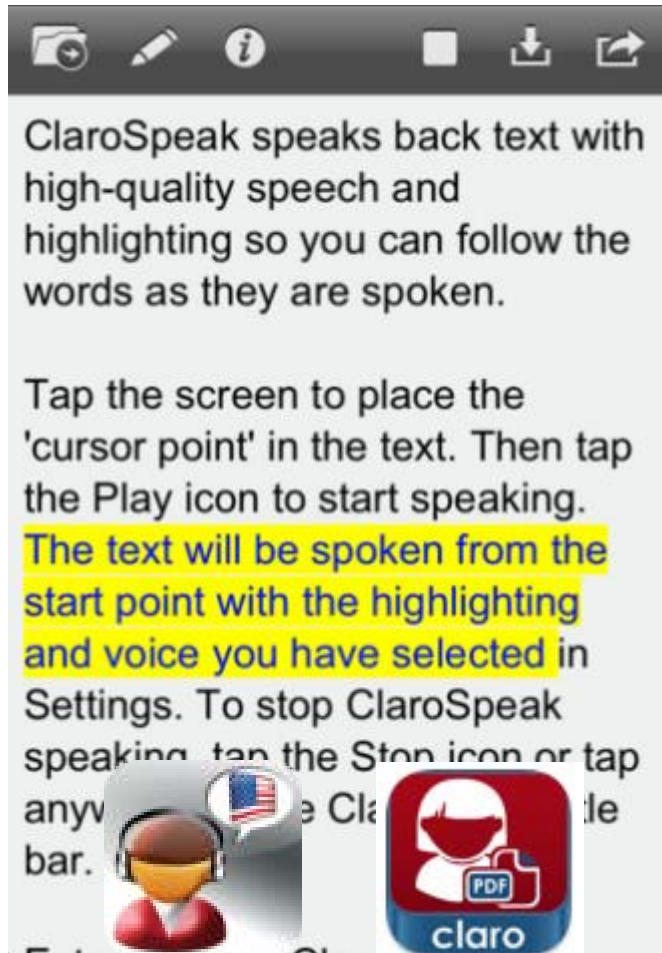 ClaroSpeak speaks back text with
high-quality speech and
highlighting so you can follow the
words as they are spoken.
Tap the screen to place the
'cursor point' in the text. Then tap
the Play icon to start speaking.
The text will be spoken from the
start point with the highlighting
and voice you have selected in
Settings. To stop ClaroSpeak
speaking, tap the Stop icon or tap
bar.
PDF
claro